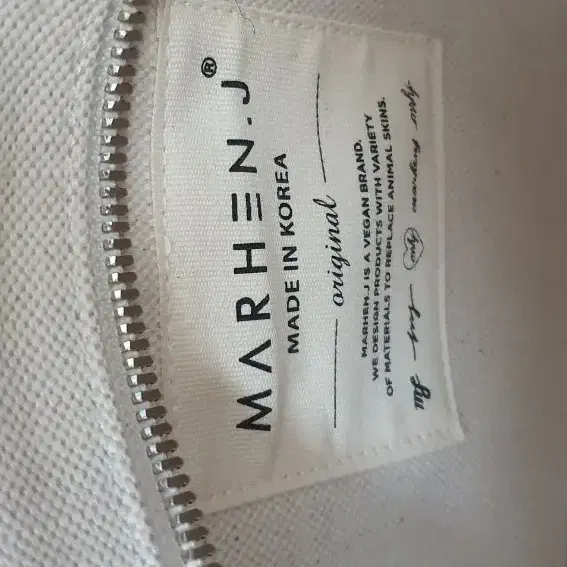 MARHEN.J®
MADE IN KOREA
original
MARHEN.J IS A VEGAN BRAND.
WE DESIGN PRODUCTS WITH VARIETY
OF MATERIALS TO REPLACE ANIMAL SKINS.